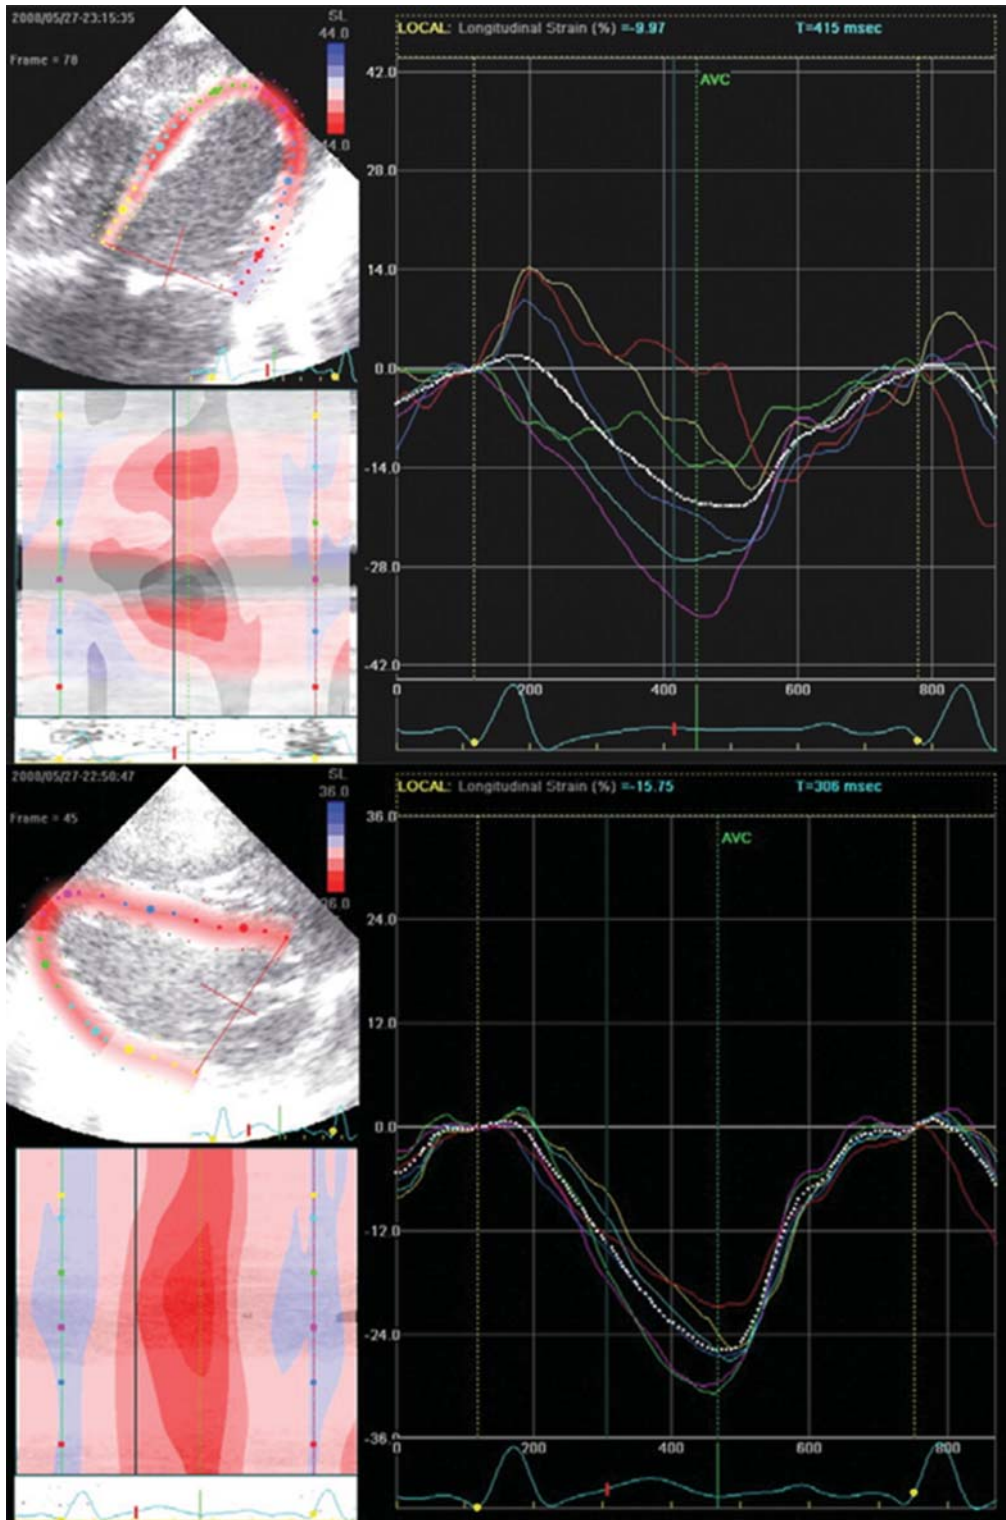 2008/05/27-23:15:35
SL
44.0
Frame = 78
LOCAL: Longitudinal Strain (%) =-9.97 T=415 msec
42.0
AVC
28.0
14.0
0.0
-14.0
-28.0
-42.0
0 200 400 600 800
2008/05/27-22:50:47
SL
36.0
Frame = 45
LOCAL: Longitudinal Strain (%) =-15.75 T=306 msec
36.0
AVC
24.0
12.0
0.0
-12.0
-24.0
-36.0
0 200 400 600 800